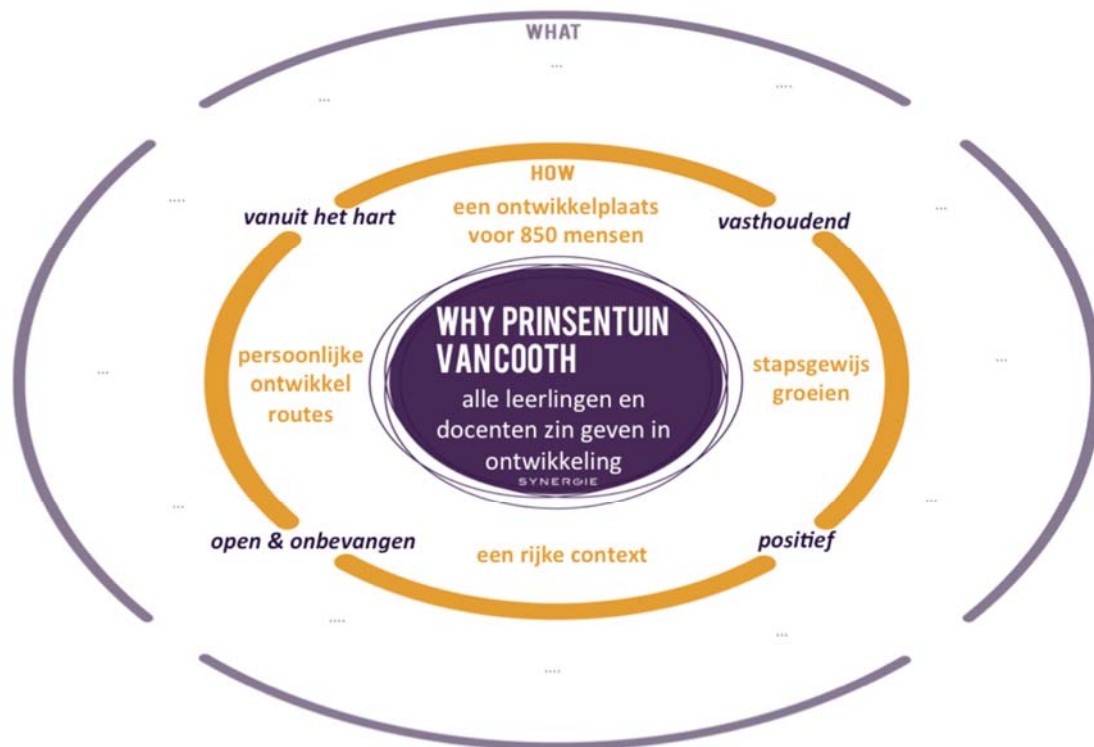 WHAT
...
...
....
HOW
een ontwikkelplaats
voor 850 mensen
....
...
vanuit het hart
vasthoudend
WHY PRINSENTUIN
VANCOOTH
alle leerlingen en
docenten zin geven in
ontwikkeling
SYNERGIE
persoonlijke
ontwikkel
routes
stapsgewijs
groeien
...
...
...
...
open & onbevangen
positief
een rijke context
....
...
....